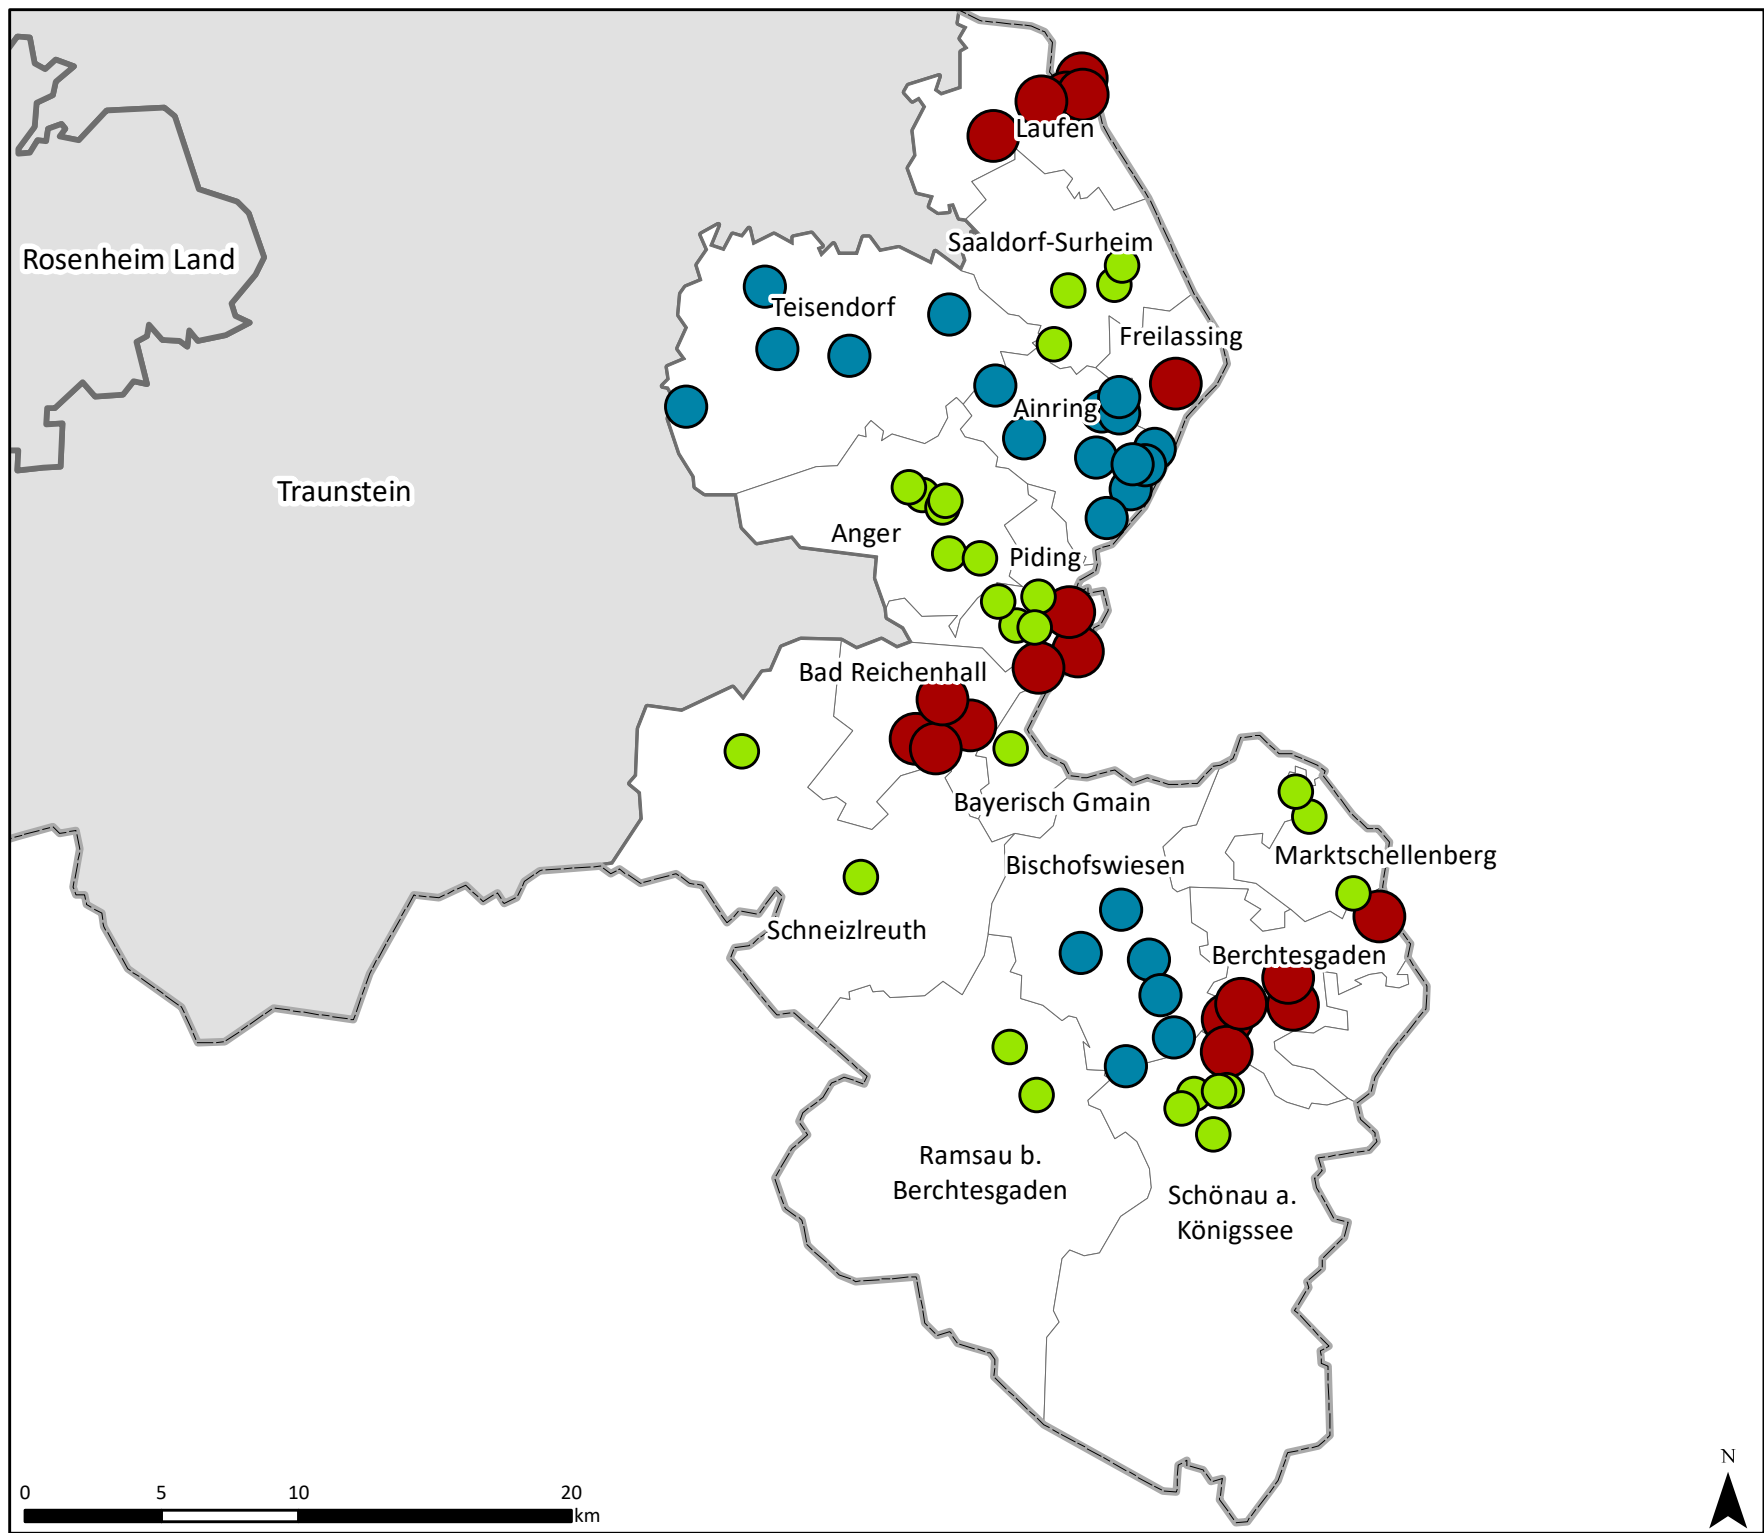 Laufen
Saaldorf-Surheim
Rosenheim Land
Teisendorf
Freilassing
Ainring
Traunstein
Anger
Piding
Bad Reichenhall
Bayerisch Gmain
Marktschellenberg
Bischofswiesen
Schneizlreuth
Berchtesgaden
Ramsau b.
Berchtesgaden
Schönau a.
Königssee
N
0 5 10 20
km